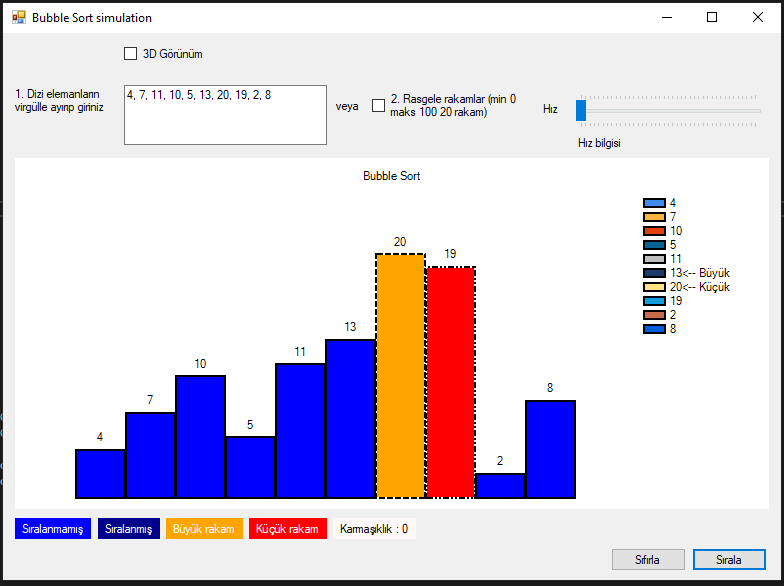 Bubble Sort simulation
3D Görünüm
1. Dizi elemanların
virgülle ayırıp giriniz
4, 7, 11, 10, 5, 13, 20, 19, 2, 8
veya
2. Rasgele rakamlar (min 0
maks 100 20 rakam)
Hız
Hız bilgisi
Bubble Sort
4
7
10
5
11
13
20
19
2
8
4
7
10
5
11
13<-- Büyük
20<-- Küçük
19
2
8
Sıralanmamış
Sıralanmış
Büyük rakam
Küçük rakam
Karmaşıklık : 0
Sıfırla
Sırala